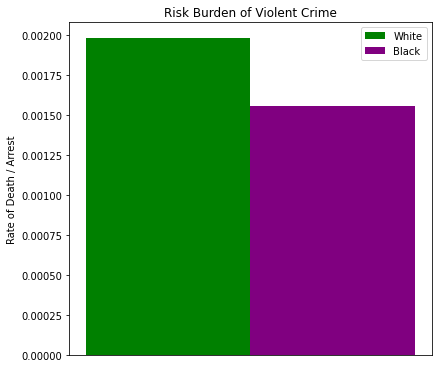 Risk Burden of Violent Crime
White
Black
Rate of Death / Arrest
0.00200
0.00175
0.00150
0.00125
0.00100
0.00075
0.00050
0.00025
0.00000